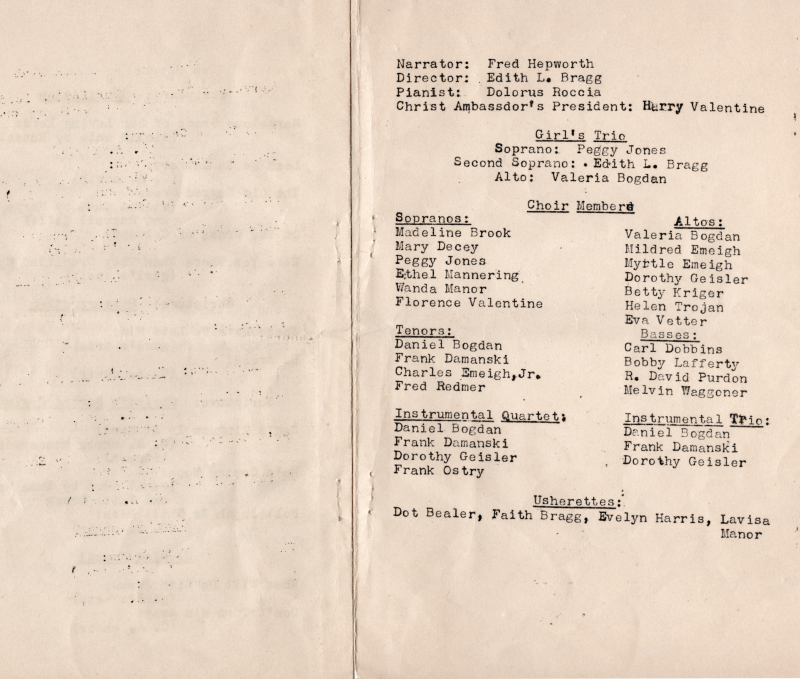 Narrator: Fred Hepworth
Director: Edith L. Bragg
Pianist: Dolorus Roccia
Christ Ambassdor's President: Harry Valentine
Girl's Trio
Soprano: Peggy Jones
Second Soprano: Edith L. Bragg
Alto: Valeria Bogdan
Choir Members
Sopranos:
Madeline Brook
Mary Decey
Peggy Jones
Ethel Mannering
Wanda Manor
Florence Valentine
Altos:
Valeria Bogdan
Mildred Emeigh
Myrtle Emeigh
Dorothy Geisler
Betty Kriger
Helen Trojan
Eva Vetter
Tenors:
Daniel Bogdan
Frank Damanski
Charles Emeigh,Jr.
Fred Redmer
Basses:
Carl Dobbins
Bobby Lafferty
R. David Purdon
Melvin Waggoner
Instrumental Quartet:
Daniel Bogdan
Frank Damanski
Dorothy Geisler
Frank Ostry
Instrumental Trio:
Daniel Bogdan
Frank Damanski
Dorothy Geisler
Usherettes:
Dot Bealer, Faith Bragg, Evelyn Harris, Lavisa
Manor